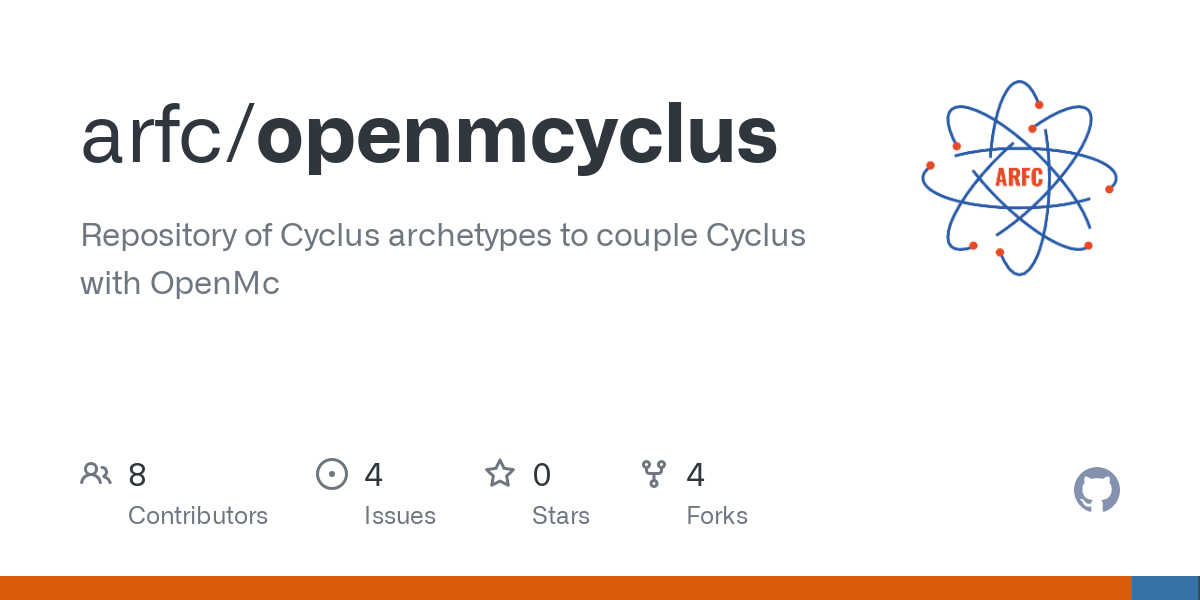 arfc/openmcyclus
ARFC
Repository of Cyclus archetypes to couple Cyclus
with OpenMc
8 4 0 4
Contributors Issues Stars Forks